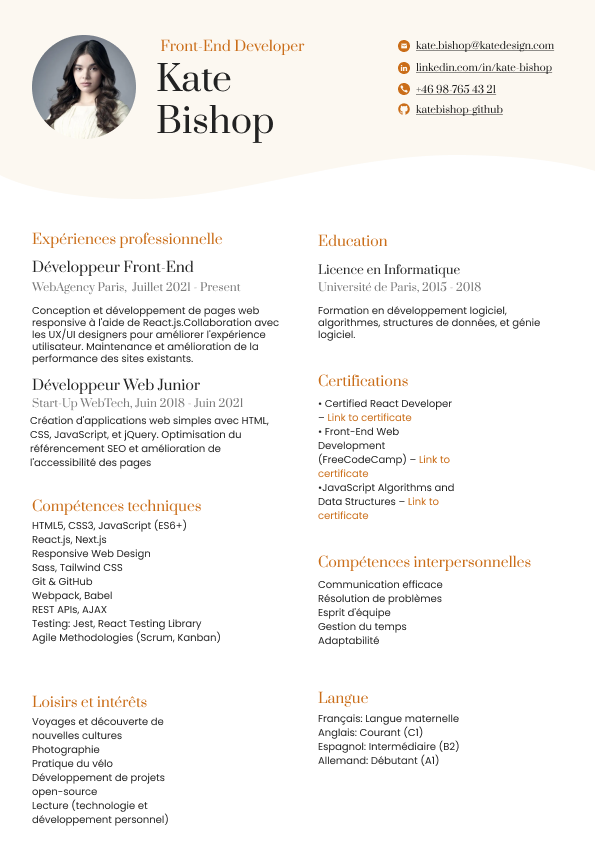 Front-End Developer
Kate
Bishop
kate.bishop@katedesign.com
linkedin.com/in/kate-bishop
+46 98-765 43 21
katebishop-github
Expériences professionnelle
Développeur Front-End
WebAgency Paris, Juillet 2021 - Present
Conception et développement de pages web
responsive à l'aide de React.js.Collaboration avec
les UX/UI designers pour améliorer l'expérience
utilisateur. Maintenance et amélioration de la
performance des sites existants.
Développeur Web Junior
Start-Up WebTech, Juin 2018 - Juin 2021
Création d'applications web simples avec HTML,
CSS, JavaScript, et jQuery. Optimisation du
référencement SEO et amélioration de
l'accessibilité des pages
Compétences techniques
HTML5, CSS3, JavaScript (ES6+)
React.js, Next.js
Responsive Web Design
Sass, Tailwind CSS
Git & GitHub
Webpack, Babel
REST APIs, AJAX
Testing: Jest, React Testing Library
Agile Methodologies (Scrum, Kanban)
Loisirs et intérêts
Voyages et découverte de
nouvelles cultures
Photographie
Pratique du vélo
Développement de projets
open-source
Lecture (technologie et
développement personnel)
Education
Licence en Informatique
Université de Paris, 2015 - 2018
Formation en développement logiciel,
algorithmes, structures de données, et génie
logiciel.
Certifications
• Certified React Developer
– Link to certificate
• Front-End Web
Development
(FreeCodeCamp) – Link to
certificate
•JavaScript Algorithms and
Data Structures – Link to
certificate
Compétences interpersonnelles
Communication efficace
Résolution de problèmes
Esprit d'équipe
Gestion du temps
Adaptabilité
Langue
Français: Langue maternelle
Anglais: Courant (C1)
Espagnol: Intermédiaire (B2)
Allemand: Débutant (A1)